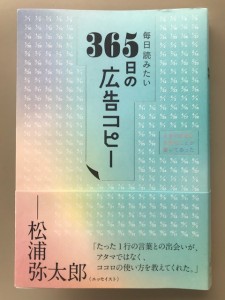 毎日読みたい
365日の
広告コピー
松浦
弥太郎
（エッセイスト）
「たった1行の言葉との出会いが、
アタマではなく、
ココロの使い方を教えてくれた。」